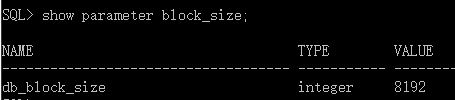 SQL> show parameter block_size;
NAME TYPE VALUE
------------------------------------ ----------- --------
db_block_size integer 8192